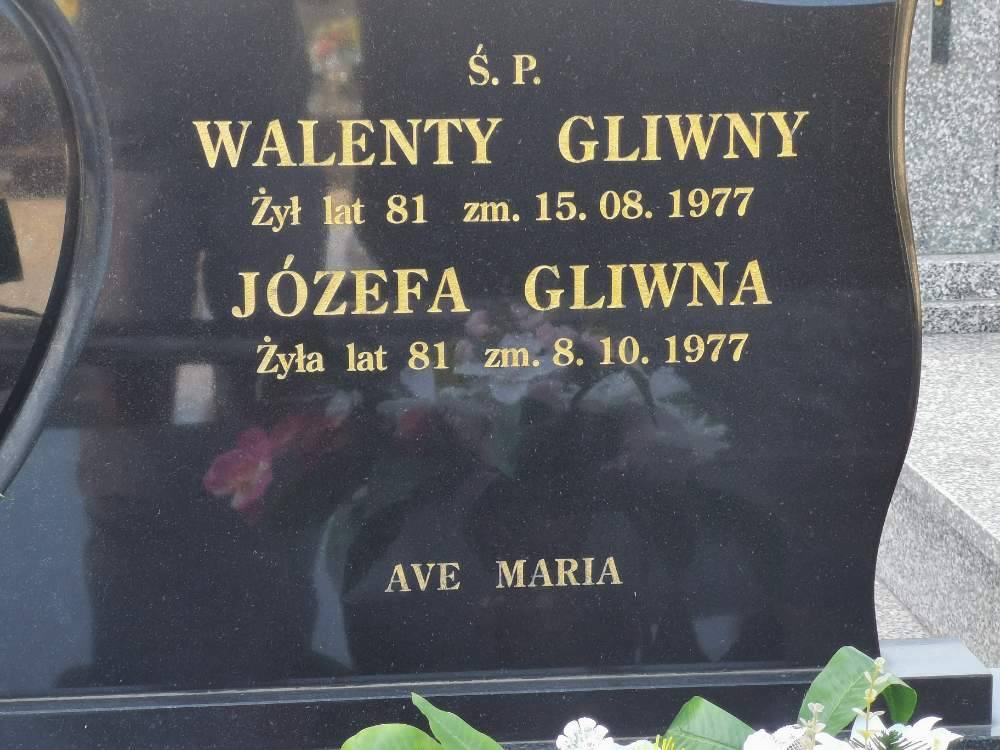 Ś. P.
WALENTY GLIWNY
Żył lat 81 zm. 15. 08. 1977
JÓZEFA GLIWNA
Żyła lat 81 zm. 8. 10. 1977
AVE MARIA